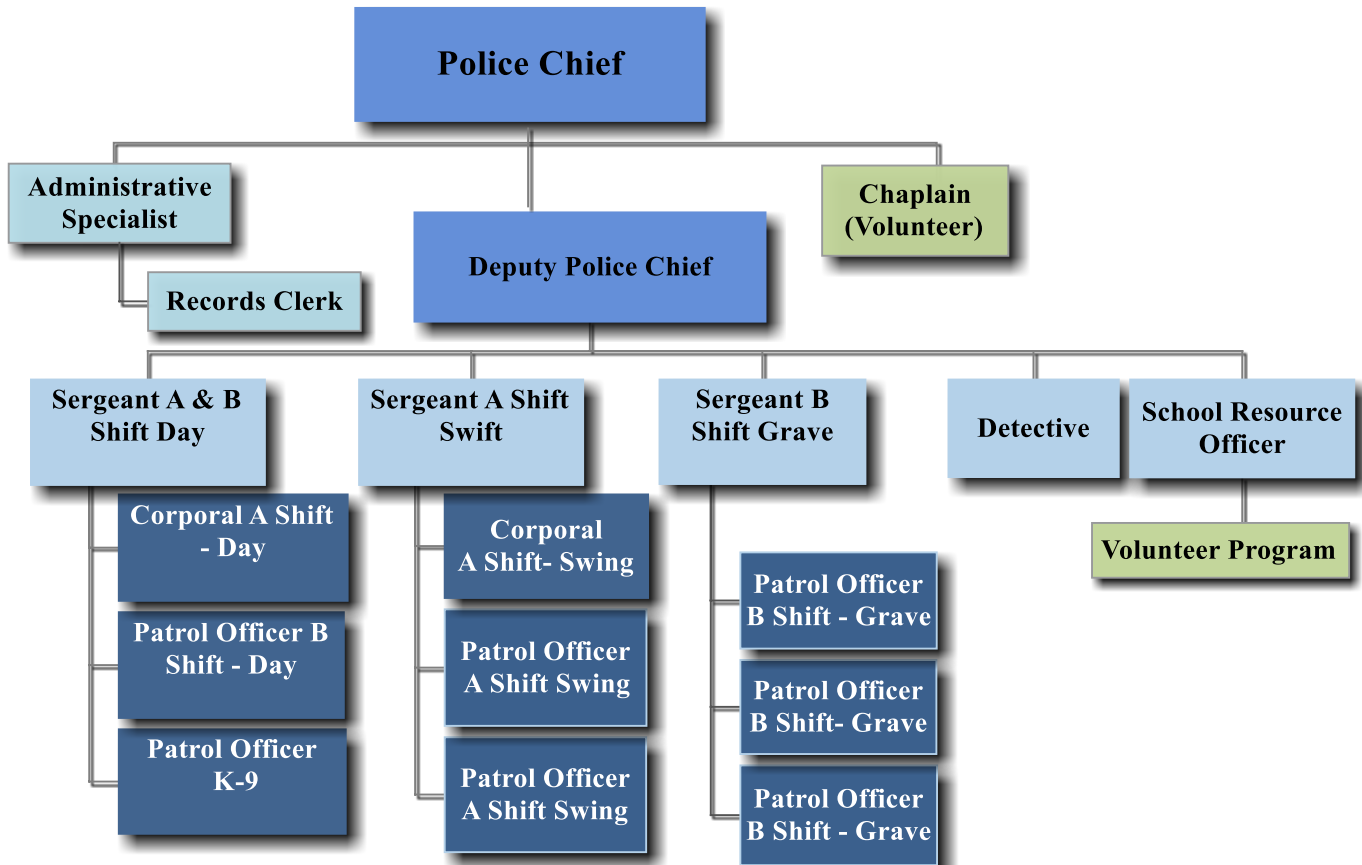 Police Chief
Administrative
Specialist
Chaplain
(Volunteer)
Deputy Police Chief
Records Clerk
Sergeant A & B
Shift Day
Sergeant A Shift
Swift
Sergeant B
Shift Grave
Detective
School Resource
Officer
Corporal A Shift
- Day
Patrol Officer B
Shift - Day
Patrol Officer
K-9
Corporal
A Shift- Swing
Patrol Officer
A Shift Swing
Patrol Officer
A Shift Swing
Patrol Officer
B Shift - Grave
Patrol Officer
B Shift- Grave
Patrol Officer
B Shift - Grave
Volunteer Program